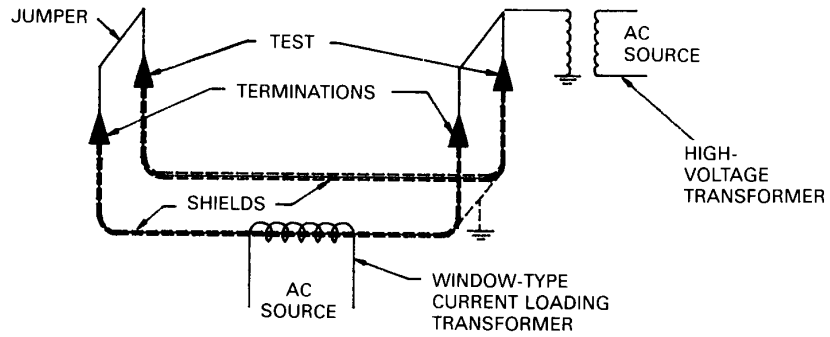 JUMPER
TEST
TERMINATIONS
AC
SOURCE
HIGH-
VOLTAGE
TRANSFORMER
SHIELDS
AC
SOURCE
WINDOW-TYPE
CURRENT LOADING
TRANSFORMER